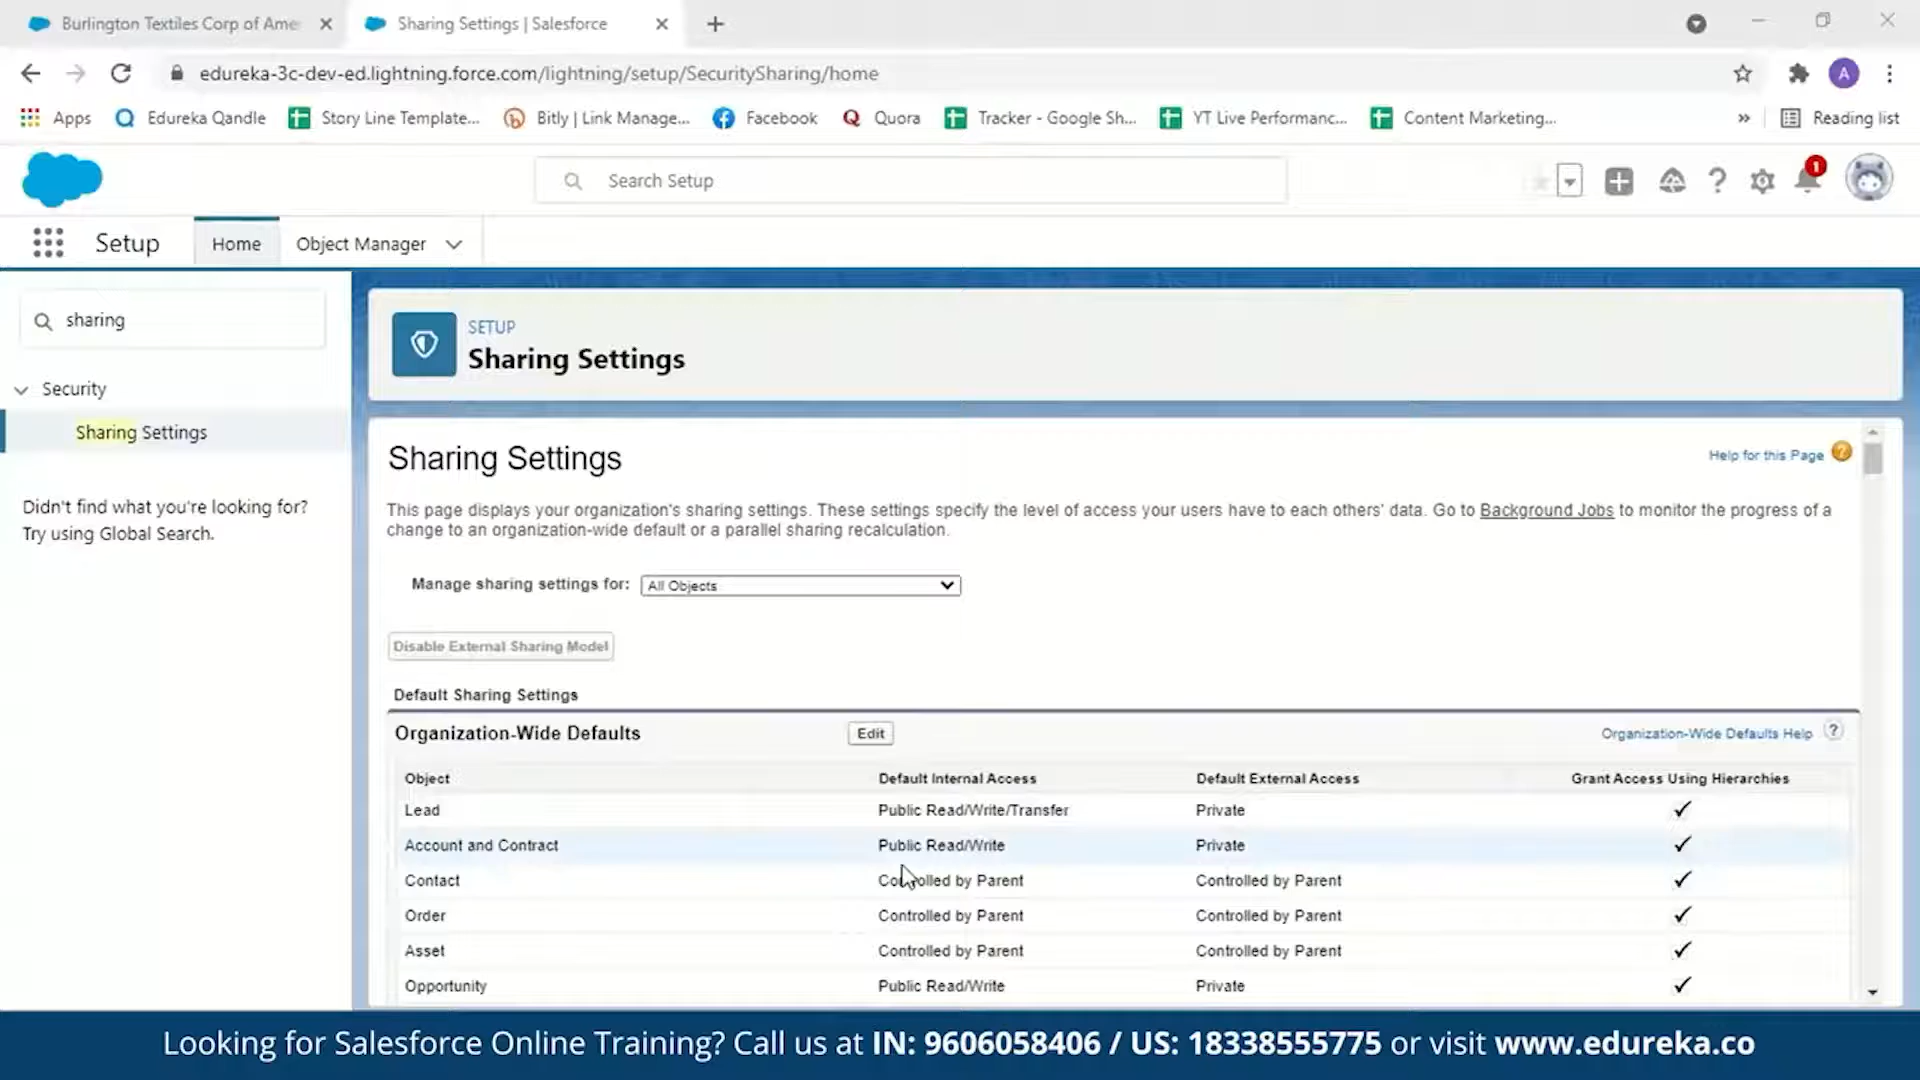 Burlington Textiles Corp of Ame
Sharing Settings | Salesforce
edureka-3c-dev-ed.lightning.force.com/lightning/setup/SecuritySharing/home
A
Apps
Edureka Qandle
Story Line Template...
Bitly | Link Manage...
Facebook
Quora
Tracker - Google Sh...
YT Live Performanc...
Content Marketing...
»
Reading list
Search Setup
1
Setup
Home
Object Manager
sharing
Security
Sharing Settings
Didn't find what you're looking for?
Try using Global Search.
SETUP
Sharing Settings
Sharing Settings
Help for this Page ?
This page displays your organization's sharing settings. These settings specify the level of access your users have to each others' data. Go to Background Jobs to monitor the progress of a
change to an organization-wide default or a parallel sharing recalculation.
Manage sharing settings for: All Objects
Disable External Sharing Model
Default Sharing Settings
Organization-Wide Defaults Edit Organization-Wide Defaults Help ?
Object Default Internal Access Default External Access Grant Access Using Hierarchies
Lead Public Read/Write/Transfer Private ✓
Account and Contract Public Read/Write Private ✓
Contact Controlled by Parent Controlled by Parent ✓
Order Controlled by Parent Controlled by Parent ✓
Asset Controlled by Parent Controlled by Parent ✓
Opportunity Public Read/Write Private ✓
Looking for Salesforce Online Training? Call us at IN: 9606058406 / US: 18338555775 or visit www.edureka.co